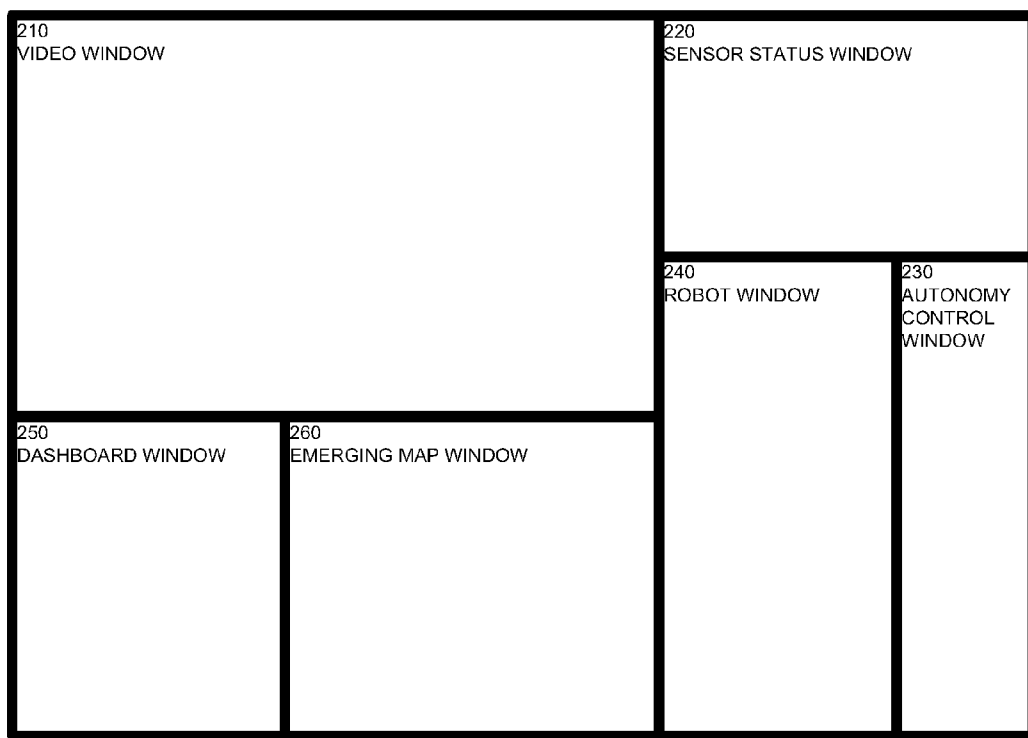 210
VIDEO WINDOW
220
SENSOR STATUS WINDOW
240
ROBOT WINDOW
230
AUTONOMY
CONTROL
WINDOW
250
DASHBOARD WINDOW
260
EMERGING MAP WINDOW